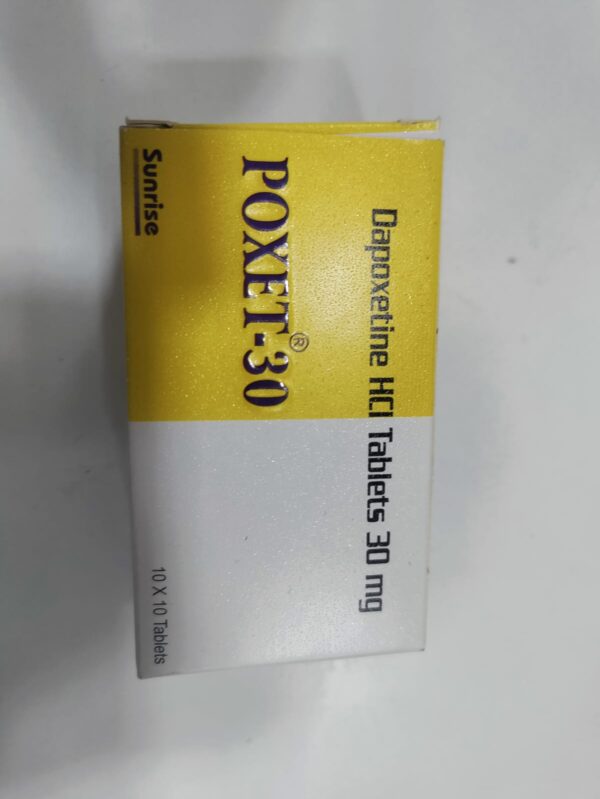 Dapoxetine HCl Tablets 30 mg
POXET-30®
Sunrise
10 X 10 Tablets